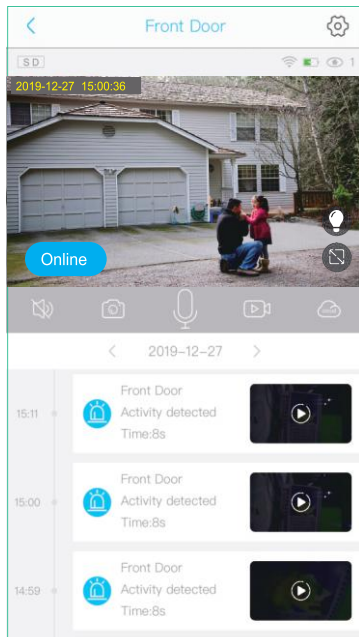 Front Door
SD
1
2019-12-27 15:00:36
Online
2019-12-27
15:11
Front Door
Activity detected
Time:8s
15:00
Front Door
Activity detected
Time:8s
14:59
Front Door
Activity detected
Time:8s